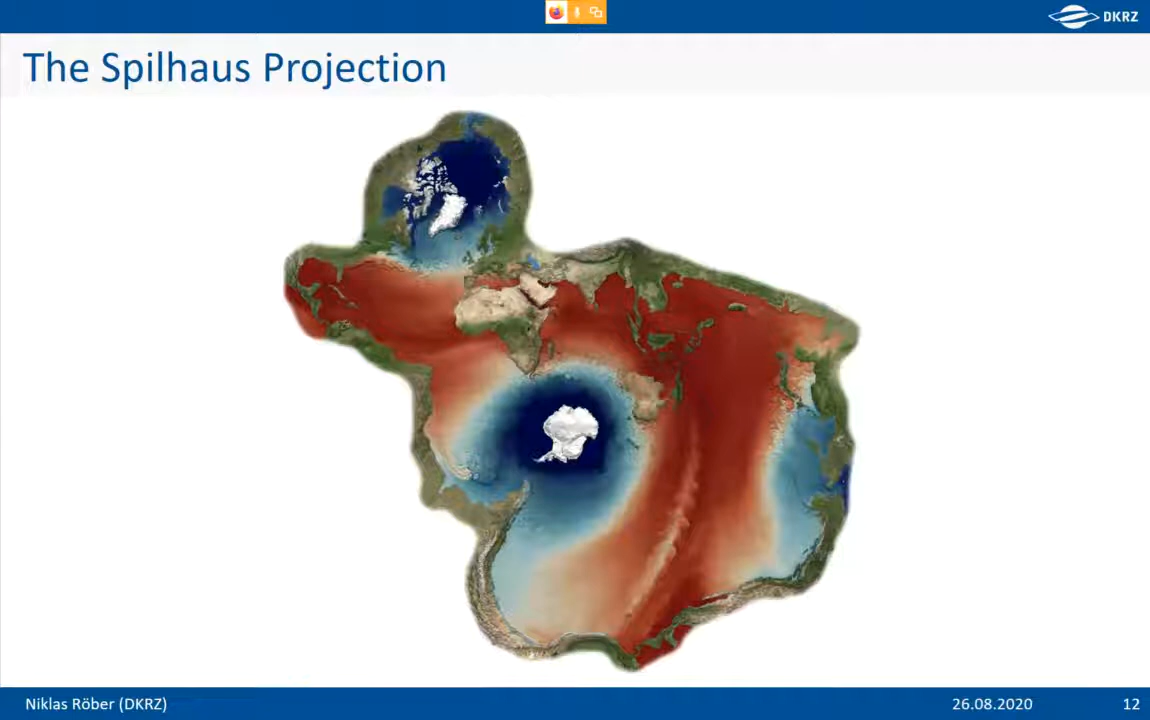 DKRZ
The Spilhaus Projection
Niklas Röber (DKRZ)
26.08.2020
12